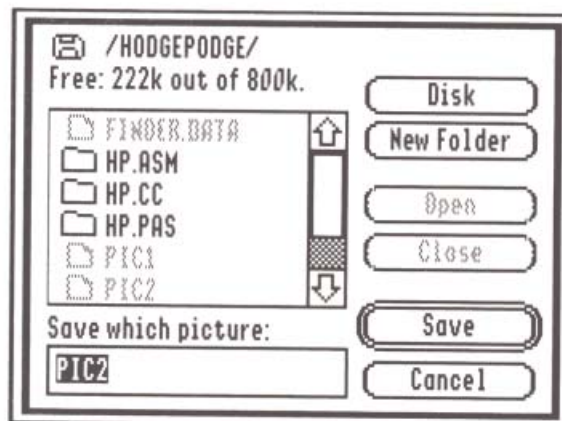 /HODGEPODGE/
Free: 222k out of 800k.
FINDER.DATA
HP.ASM
HP.CC
HP.PAS
PIC1
PIC2
Save which picture:
PIC2
Disk
New Folder
Open
Close
Save
Cancel